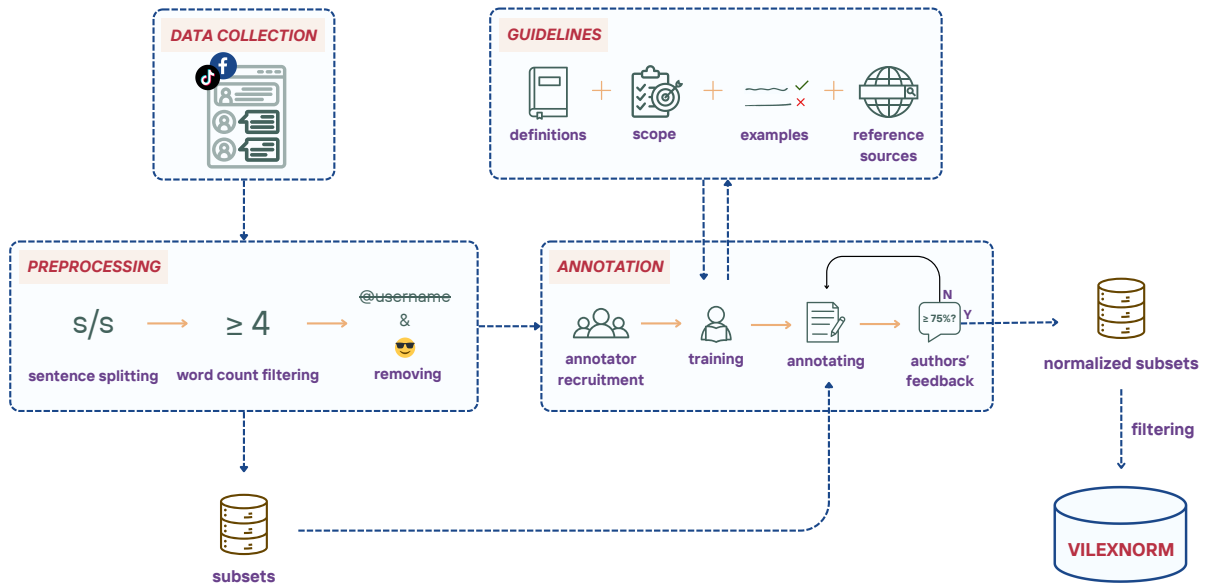 DATA COLLECTION
f
GUIDELINES
definitions
scope
examples
reference
sources
PREPROCESSING
s/s
sentence splitting
≥ 4
word count filtering
@username
&
removing
ANNOTATION
annotator
recruitment
training
annotating
≥ 75%?
N
Y
authors’
feedback
normalized subsets
filtering
VILEXNORM
subsets